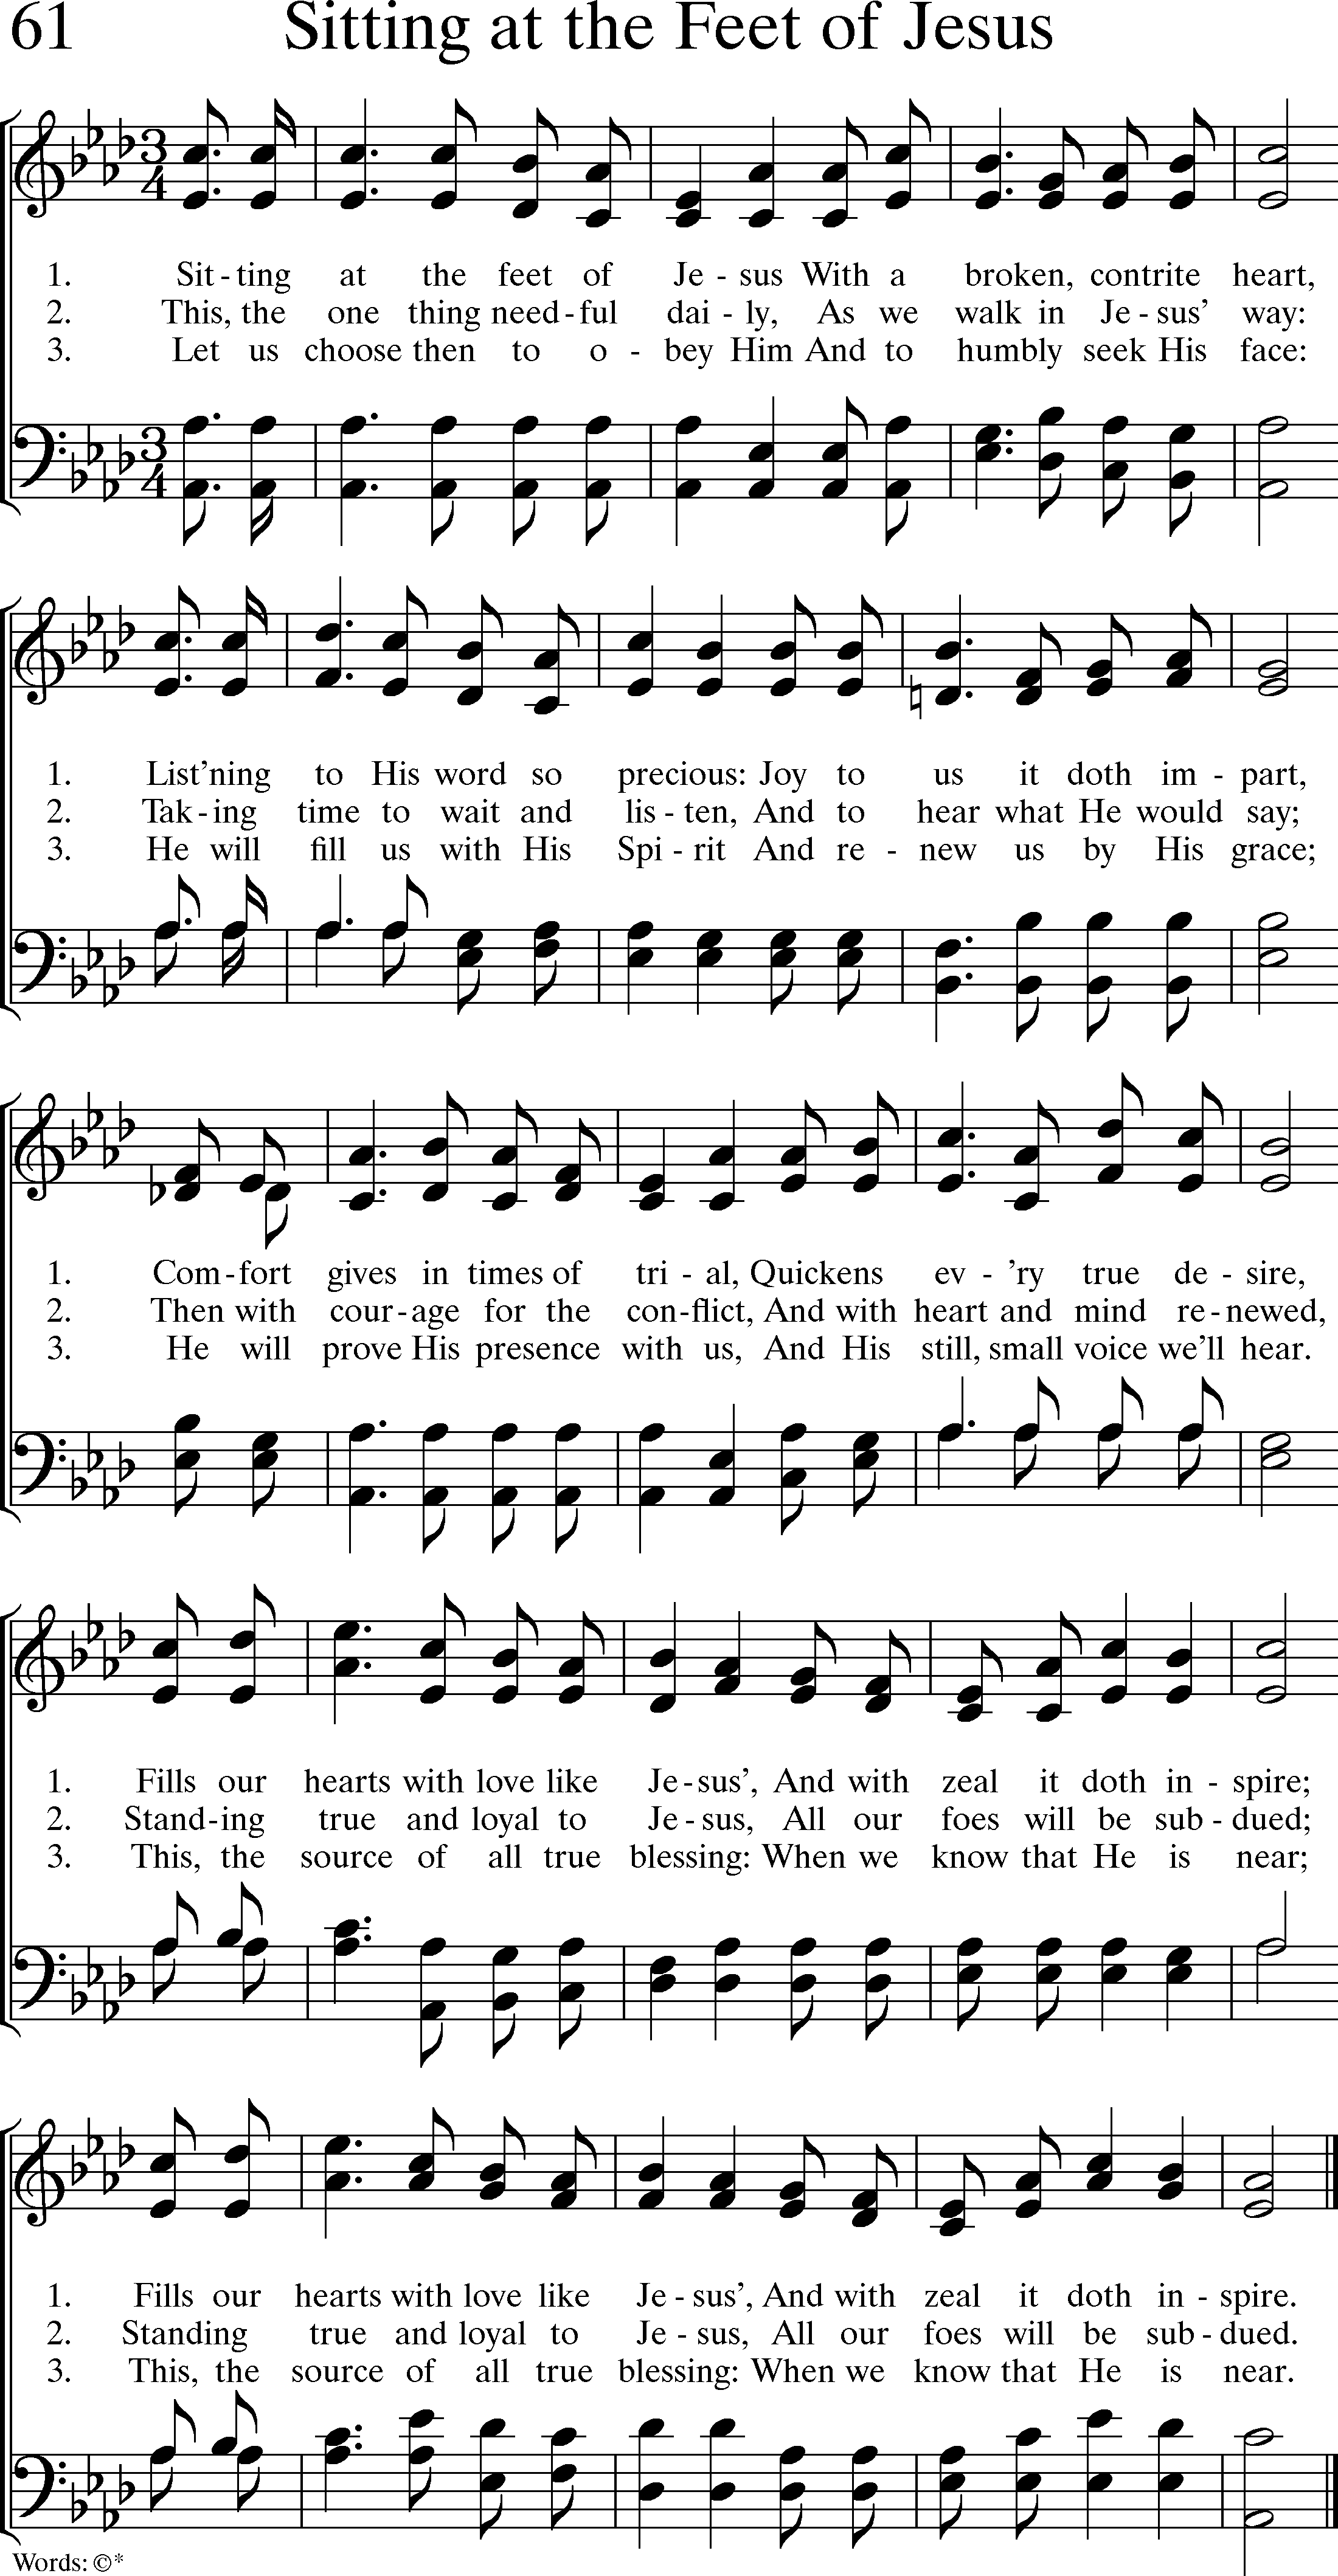 61 Sitting at the Feet of Jesus
3
4
1. Sit - ting at the feet of Je - sus With a broken, contrite heart,
2. This, the one thing need - ful dai - ly, As we walk in Je - sus' way:
3. Let us choose then to o - bey Him And to humbly seek His face:
3
4
1. List'ning to His word so precious: Joy to us it doth im - part,
2. Tak - ing time to wait and lis - ten, And to hear what He would say;
3. He will fill us with His Spi - rit And re - new us by His grace;
1. Com - fort gives in times of tri - al, Quickens ev - 'ry true de - sire,
2. Then with cour - age for the con - flict, And with heart and mind re - newed,
3. He will prove His presence with us, And His still, small voice we'll hear.
1. Fills our hearts with love like Je - sus', And with zeal it doth in - spire;
2. Stand - ing true and loyal to Je - sus, All our foes will be sub - dued;
3. This, the source of all true blessing: When we know that He is near;
1. Fills our hearts with love like Je - sus', And with zeal it doth in - spire.
2. Standing true and loyal to Je - sus, All our foes will be sub - dued.
3. This, the source of all true blessing: When we know that He is near.
Words: ©*